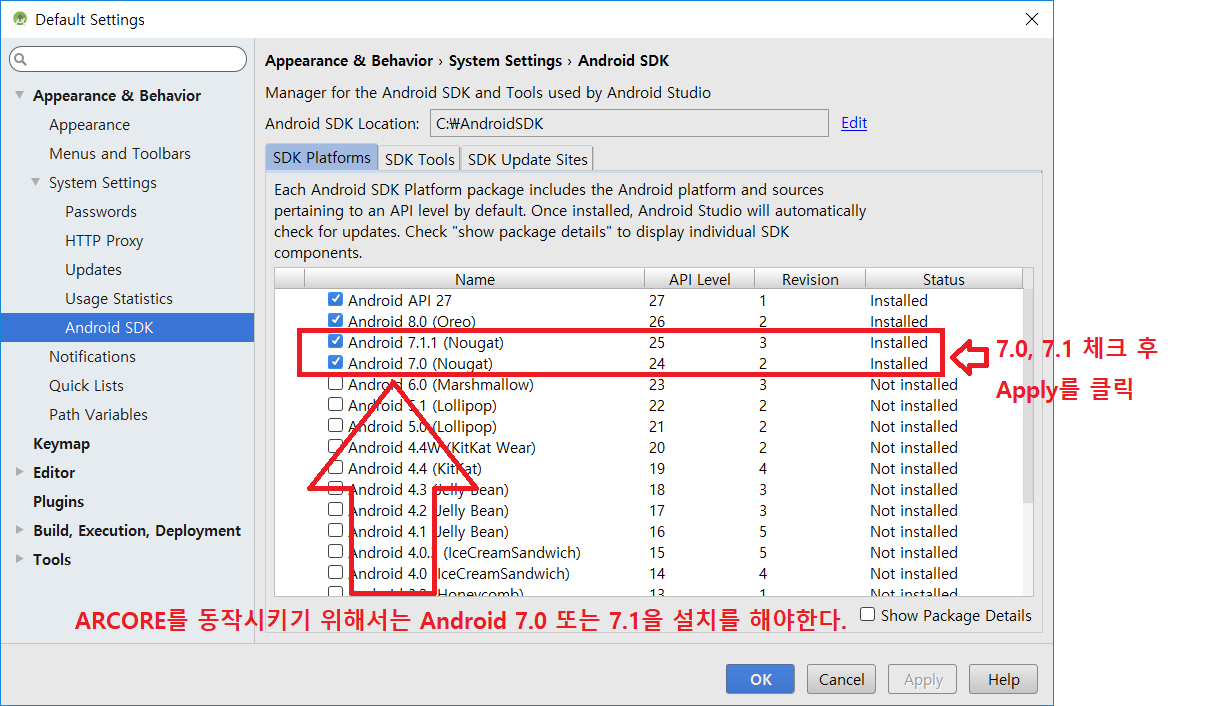 Default Settings
Appearance & Behavior › System Settings › Android SDK
Manager for the Android SDK and Tools used by Android Studio
Android SDK Location: C:₩AndroidSDK Edit
Appearance & Behavior
Appearance
Menus and Toolbars
System Settings
Passwords
HTTP Proxy
Updates
Usage Statistics
Android SDK
Notifications
Quick Lists
Path Variables
Keymap
Editor
Plugins
Build, Execution, Deployment
Tools
SDK Platforms SDK Tools SDK Update Sites
Each Android SDK Platform package includes the Android platform and sources
pertaining to an API level by default. Once installed, Android Studio will automatically
check for updates. Check "show package details" to display individual SDK
components.
Name API Level Revision Status
Android API 27 27 1 Installed
Android 8.0 (Oreo) 26 2 Installed
Android 7.1.1 (Nougat) 25 3 Installed
Android 7.0 (Nougat) 24 2 Installed
Android 6.0 (Marshmallow) 23 3 Not installed
Android 5.1 (Lollipop) 22 2 Not installed
Android 5.0 (Lollipop) 21 2 Not installed
Android 4.4W (KitKat Wear) 20 2 Not installed
Android 4.4 (KitKat) 19 4 Not installed
Android 4.3 (Jelly Bean) 18 3 Not installed
Android 4.2 (Jelly Bean) 17 3 Not installed
Android 4.1 (Jelly Bean) 16 5 Not installed
Android 4.0.3 (IceCreamSandwich) 15 5 Not installed
Android 4.0 (IceCreamSandwich) 14 4 Not installed
(Honeycomb) 13 1 Not installed
7.0, 7.1 체크 후
Apply를 클릭
ARCORE를 동작시키기 위해서는 Android 7.0 또는 7.1을 설치를 해야한다.
Show Package Details
OK Cancel Apply Help